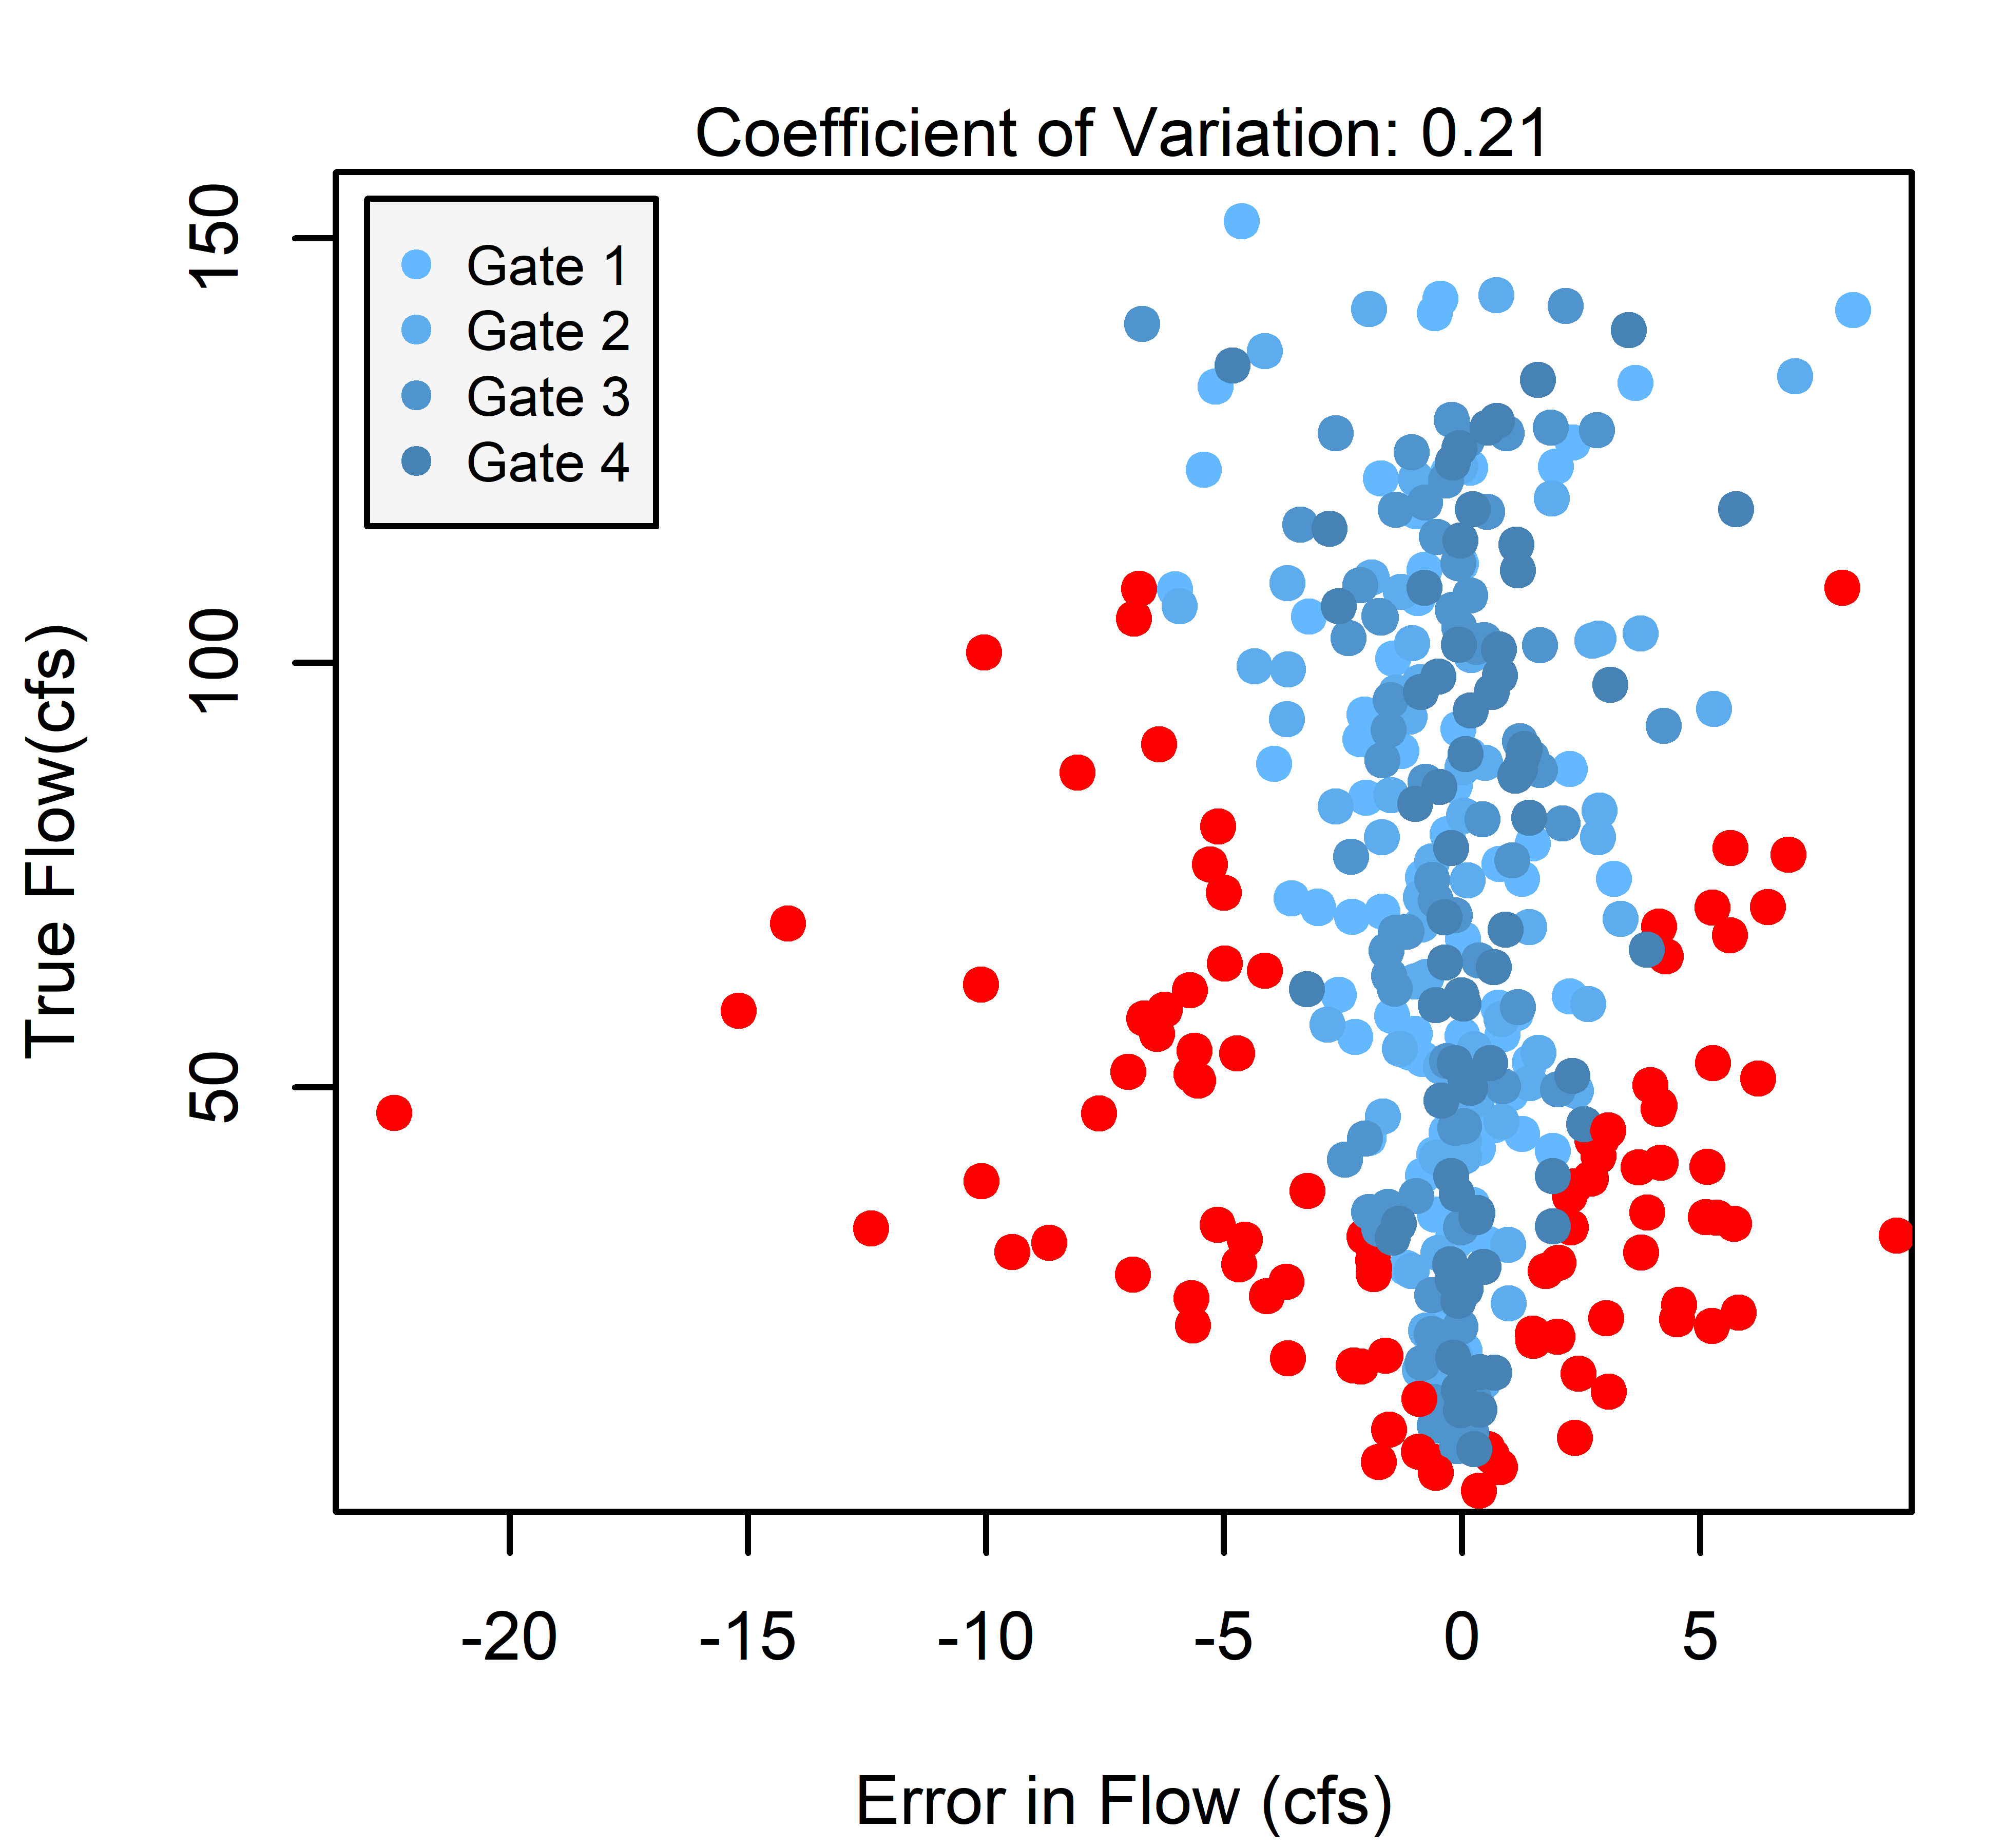 Coefficient of Variation: 0.21
Gate 1
Gate 2
Gate 3
Gate 4
True Flow(cfs)
150
100
50
-20 -15 -10 -5 0 5
Error in Flow (cfs)